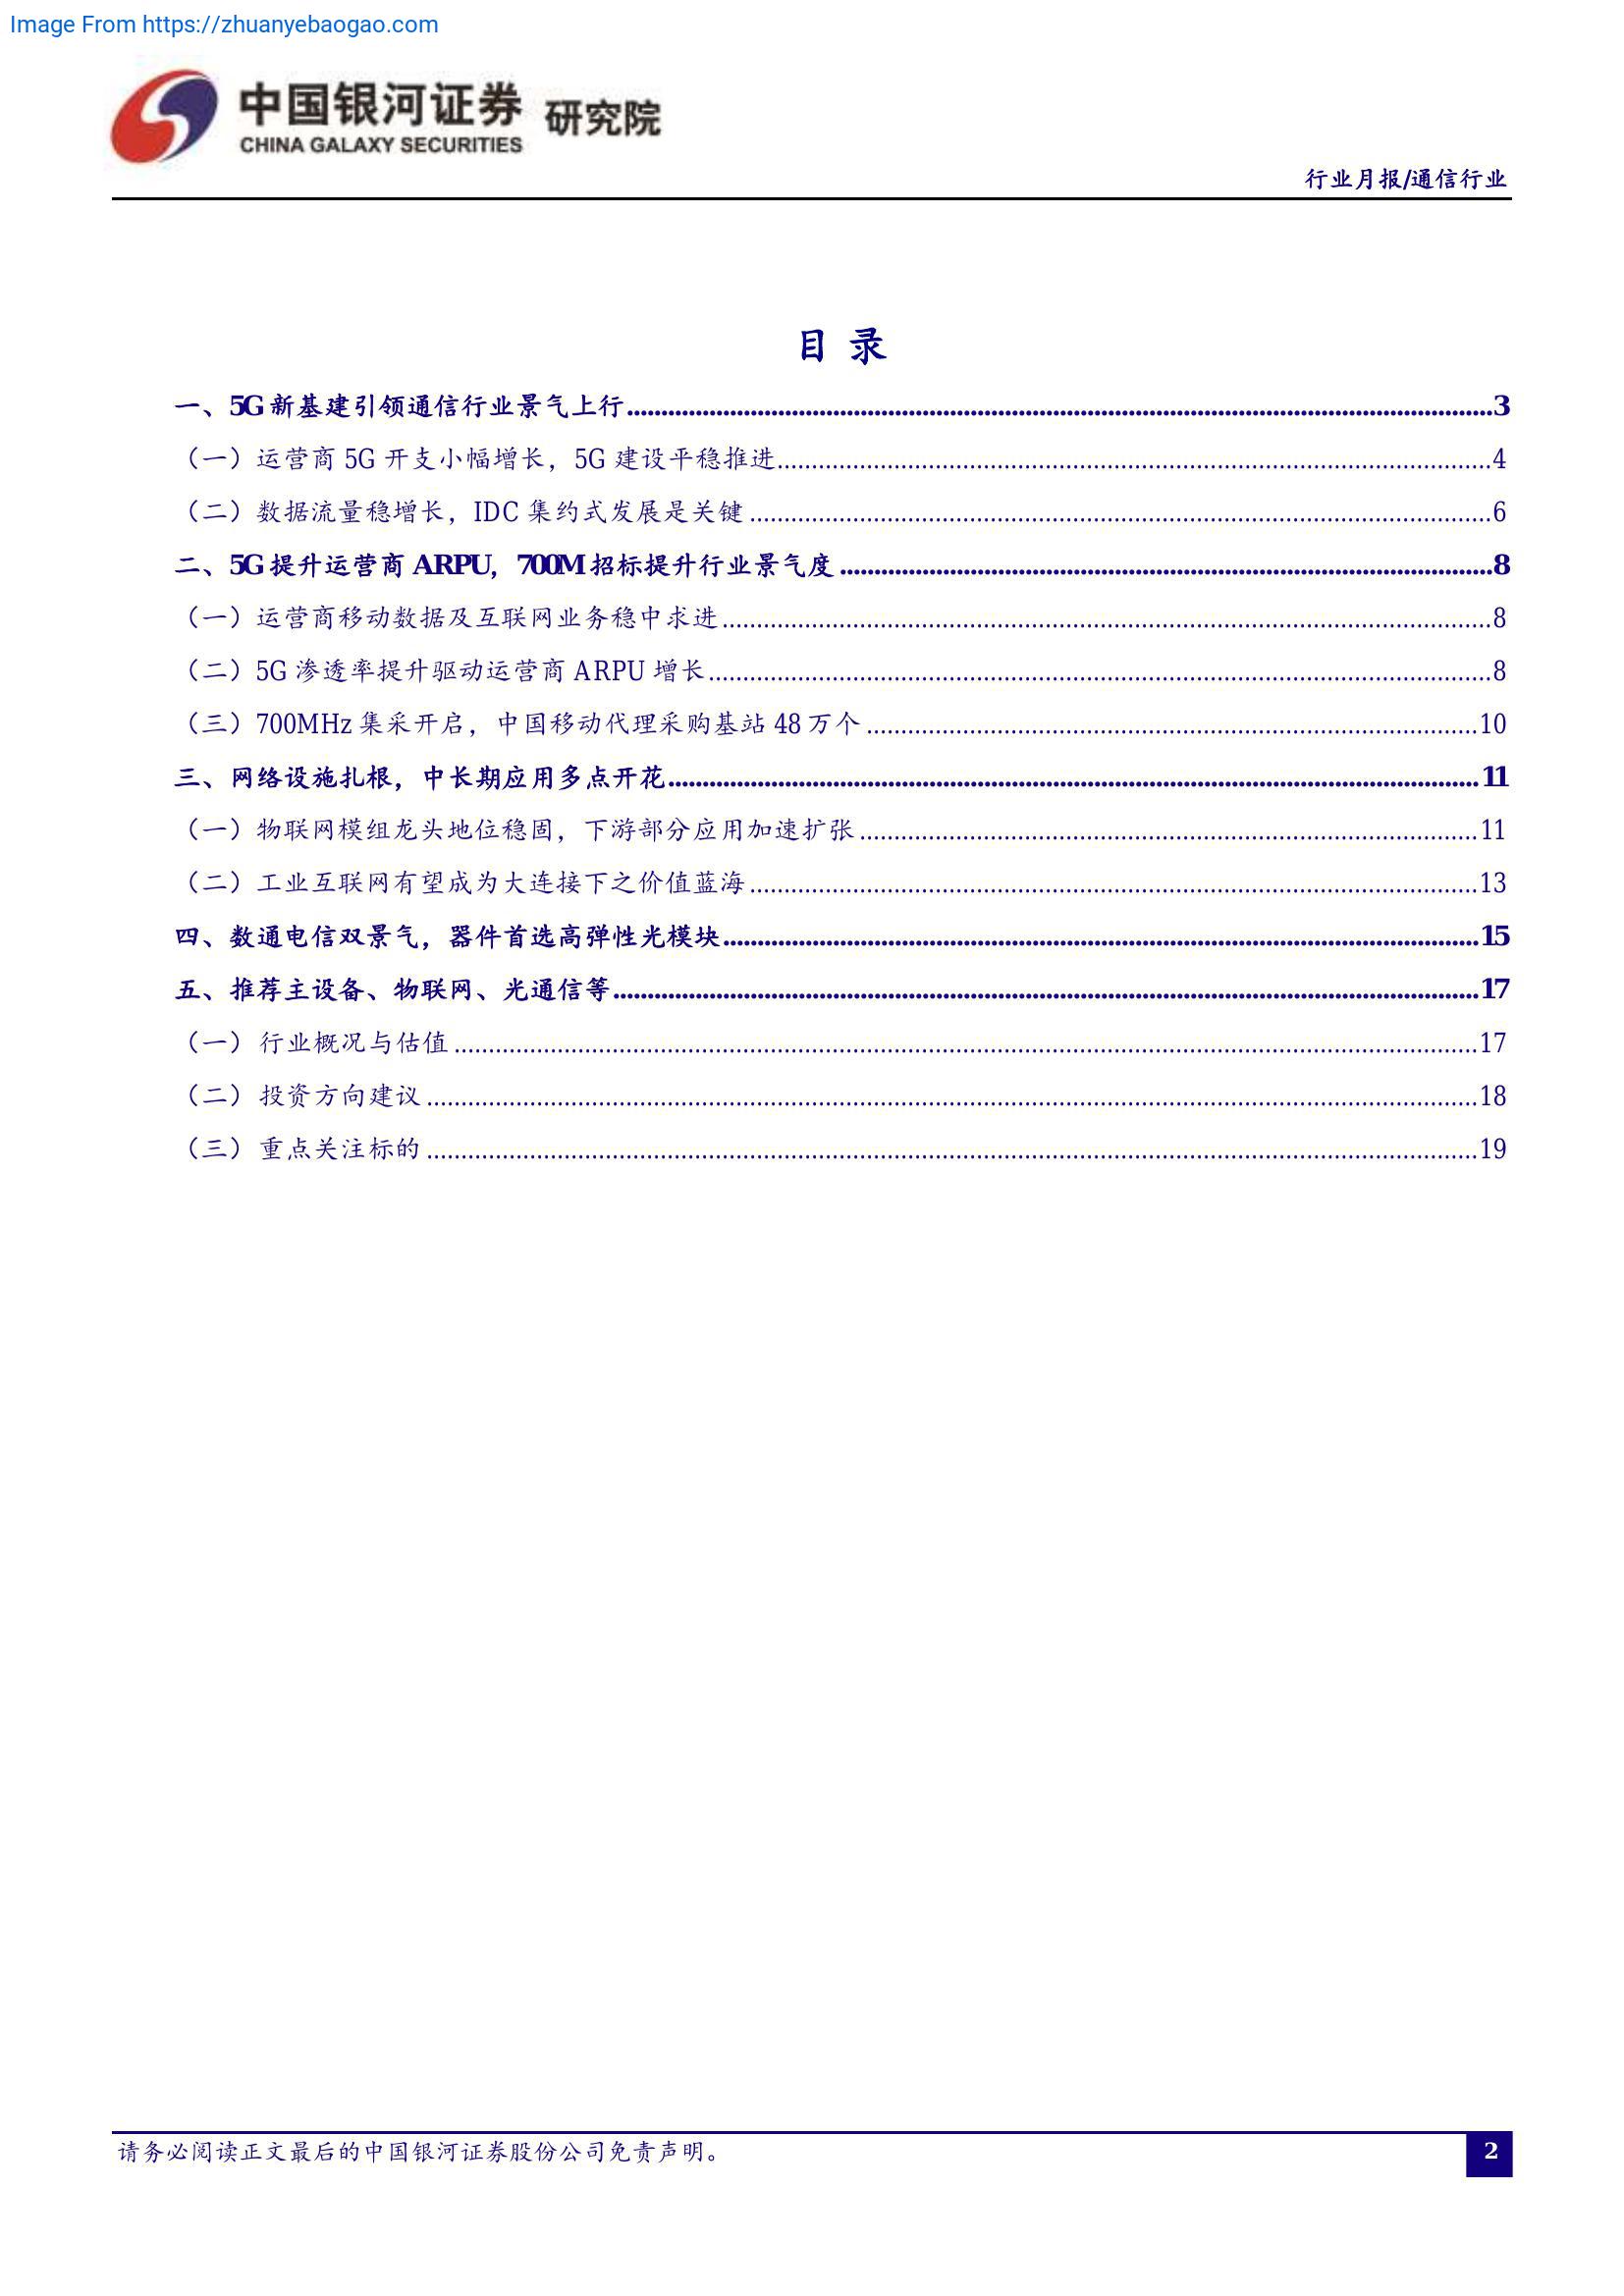 Image From https://zhuanyebaogao.com
中国银河证券 研究院
CHINA GALAXY SECURITIES
行业月报/通信行业
目 录
一、5G 新基建引领通信行业景气上行........3
（一）运营商 5G 开支小幅增长，5G 建设平稳推进........4
（二）数据流量稳增长，IDC 集约式发展是关键........6
二、5G 提升运营商 ARPU，700M 招标提升行业景气度........8
（一）运营商移动数据及互联网业务稳中求进........8
（二）5G 渗透率提升驱动运营商 ARPU 增长........8
（三）700MHz 集采开启，中国移动代理采购基站 48 万个........10
三、网络设施扎根，中长期应用多点开花........11
（一）物联网模组龙头地位稳固，下游部分应用加速扩张........11
（二）工业互联网有望成为大连接下之价值蓝海........13
四、数通电信双景气，器件首选高弹性光模块........15
五、推荐主设备、物联网、光通信等........17
（一） 行业概况与估值........17
（二） 投资方向建议........18
（三） 重点关注标的........19
请务必阅读正文最后的中国银河证券股份公司免责声明。
2